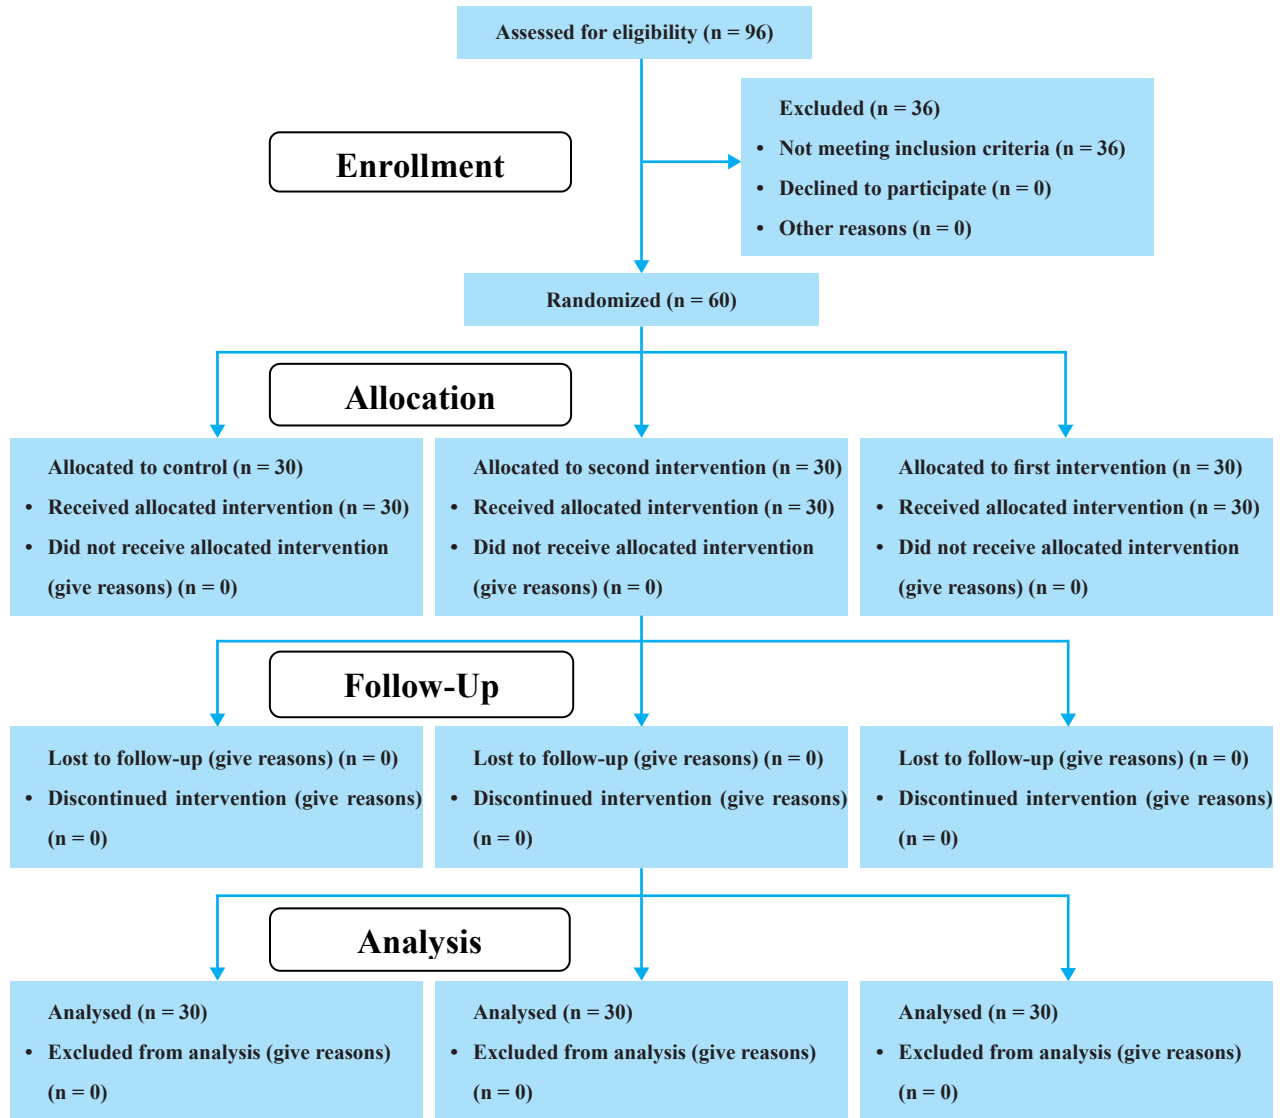 Assessed for eligibility (n = 96)
Excluded (n = 36)
• Not meeting inclusion criteria (n = 36)
• Declined to participate (n = 0)
• Other reasons (n = 0)
Enrollment
Randomized (n = 60)
Allocation
Allocated to control (n = 30)
• Received allocated intervention (n = 30)
• Did not receive allocated intervention
(give reasons) (n = 0)
Allocated to second intervention (n = 30)
• Received allocated intervention (n = 30)
• Did not receive allocated intervention
(give reasons) (n = 0)
Allocated to first intervention (n = 30)
• Received allocated intervention (n = 30)
• Did not receive allocated intervention
(give reasons) (n = 0)
Follow-Up
Lost to follow-up (give reasons) (n = 0)
• Discontinued intervention (give reasons)
(n = 0)
Lost to follow-up (give reasons) (n = 0)
• Discontinued intervention (give reasons)
(n = 0)
Lost to follow-up (give reasons) (n = 0)
• Discontinued intervention (give reasons)
(n = 0)
Analysis
Analysed (n = 30)
• Excluded from analysis (give reasons)
(n = 0)
Analysed (n = 30)
• Excluded from analysis (give reasons)
(n = 0)
Analysed (n = 30)
• Excluded from analysis (give reasons)
(n = 0)